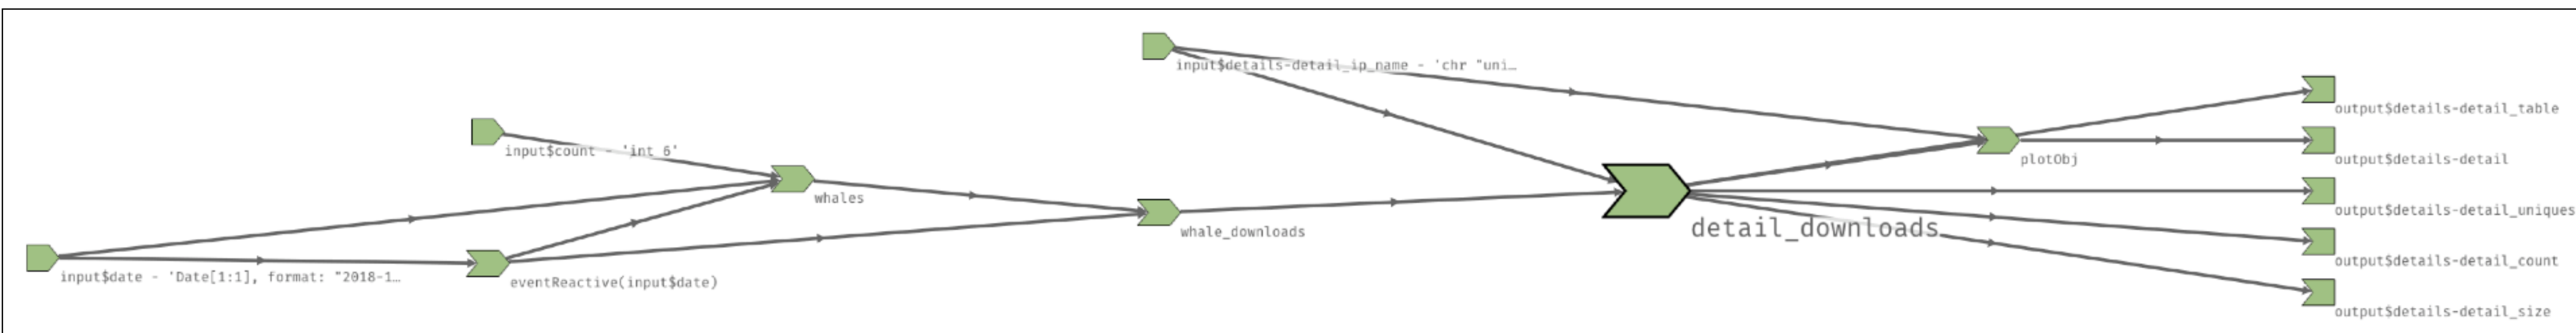 input$details-detail_ip_name - 'chr "uni…
output$details-detail_table
input$count - 'int 6'
plotObj
output$details-detail
whales
output$details-detail_uniques
whale_downloads
detail_downloads
input$date - 'Date[1:1], format: "2018-1…
eventReactive(input$date)
output$details-detail_count
output$details-detail_size